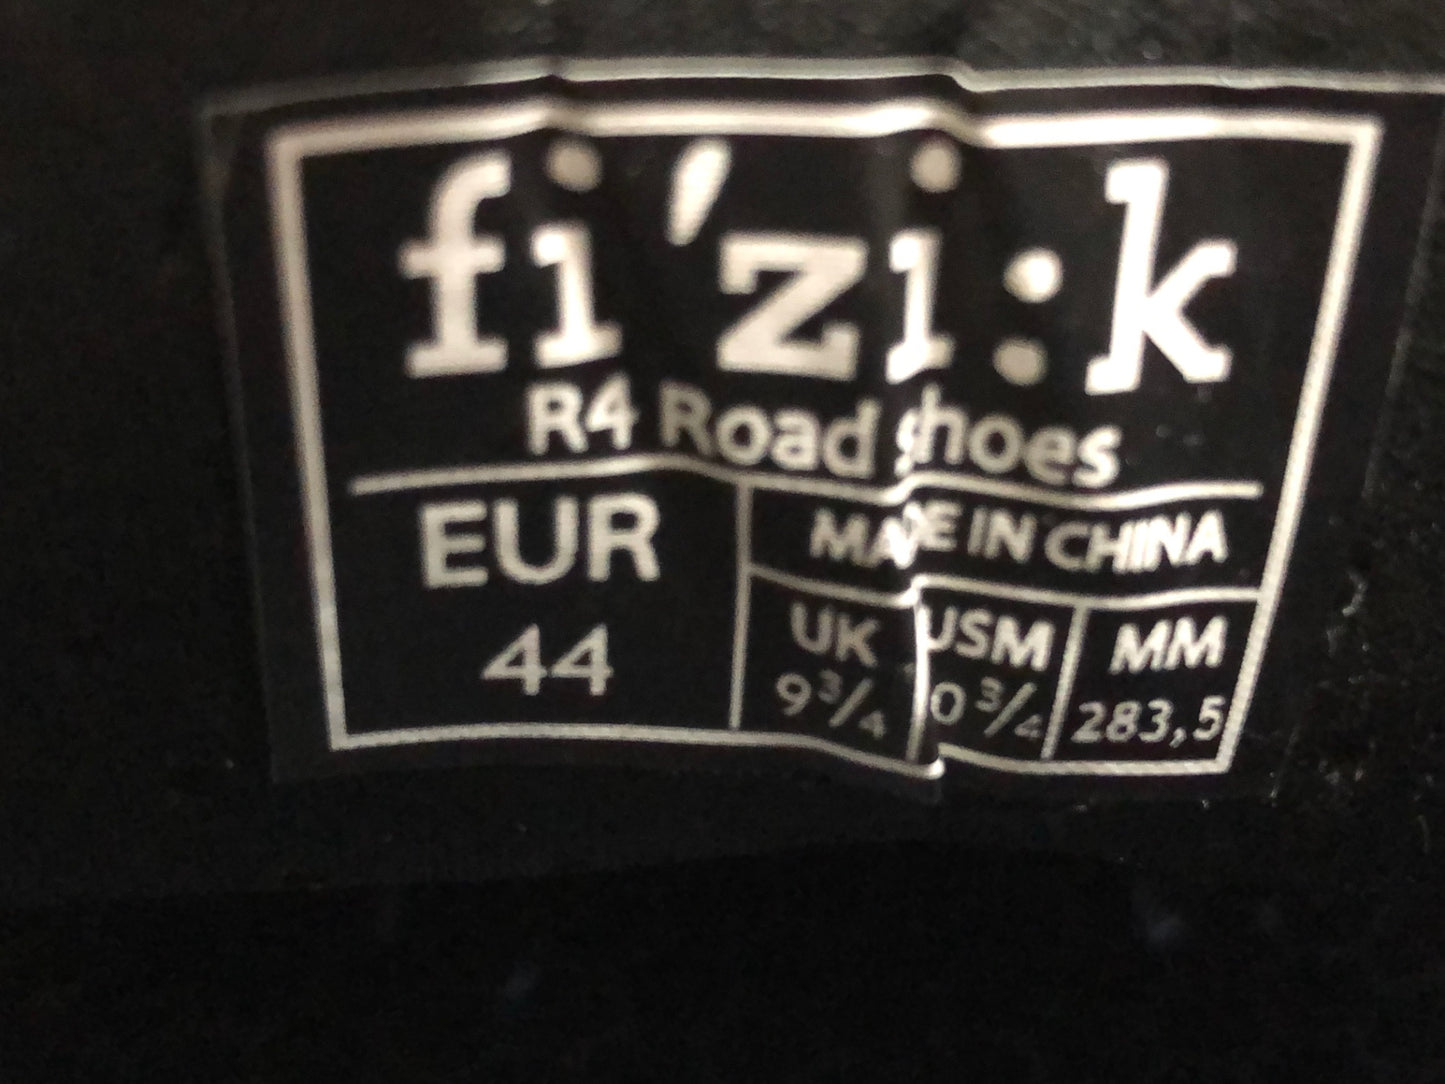 fi'zi:k
R4 Road shoes
EUR
44
MADE IN CHINA
UK USM MM
9 3/4 0 3/4 283,5